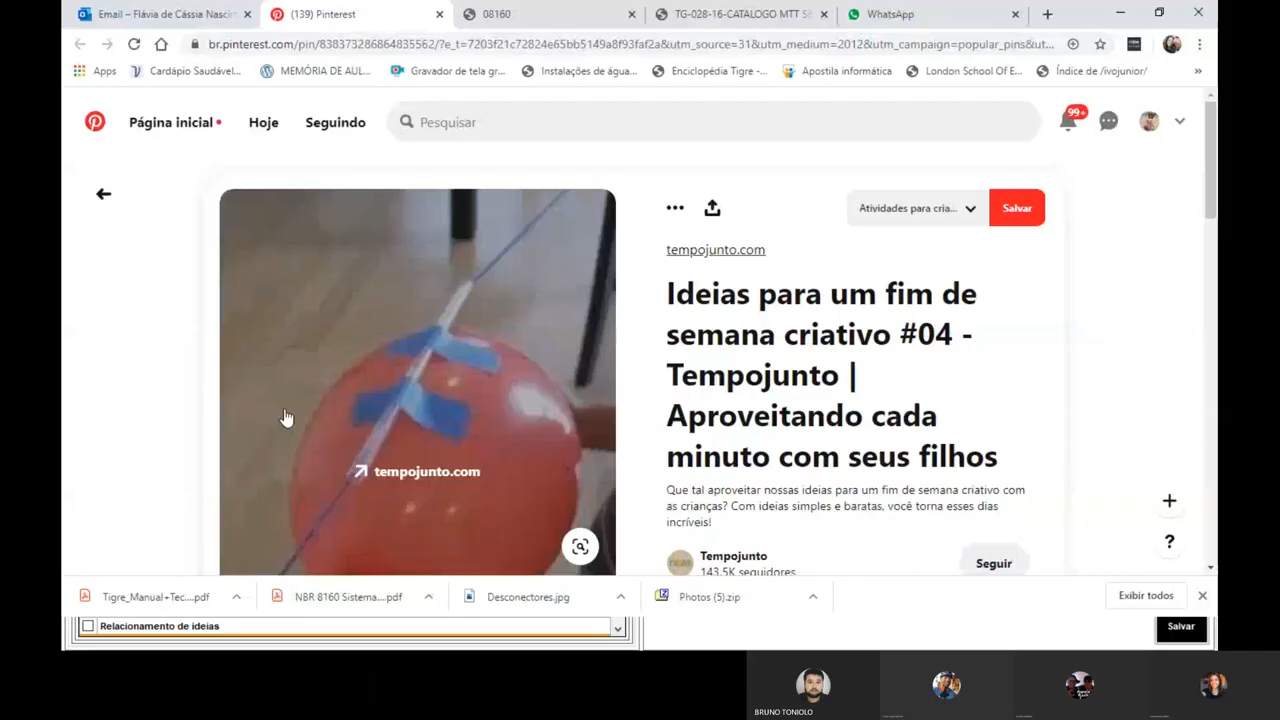 Email – Flávia de Cássia Nascim
(139) Pinterest
08160
TG-028-16-CATALOGO MTT S
WhatsApp
br.pinterest.com/pin/838373286864835562/?e_t=7203f21c72824e65bb5149a8f93faf2a&utm_source=31&utm_medium=2012&utm_campaign=popular_pins&ut...
Apps
Cardápio Saudável...
MEMÓRIA DE AUL...
Gravador de tela gr...
Instalações de água...
Enciclopédia Tigre -...
Apostila informática
London School Of E...
Índice de /ivojunior/
»
Página inicial
Hoje
Seguindo
Pesquisar
99+
Atividades para cria...
Salvar
tempojunto.com
Ideias para um fim de
semana criativo #04 -
Tempojunto |
Aproveitando cada
minuto com seus filhos
tempojunto.com
Que tal aproveitar nossas ideias para um fim de semana criativo com
as crianças? Com ideias simples e baratas, você torna esses dias
incríveis!
Tempojunto
143.5K seguidores
Seguir
+
?
Tigre_Manual+Tec....pdf
NBR 8160 Sistema....pdf
Desconectores.jpg
Photos (5).zip
Exibir todos
Relacionamento de ideias
Salvar
BRUNO TONIOLO